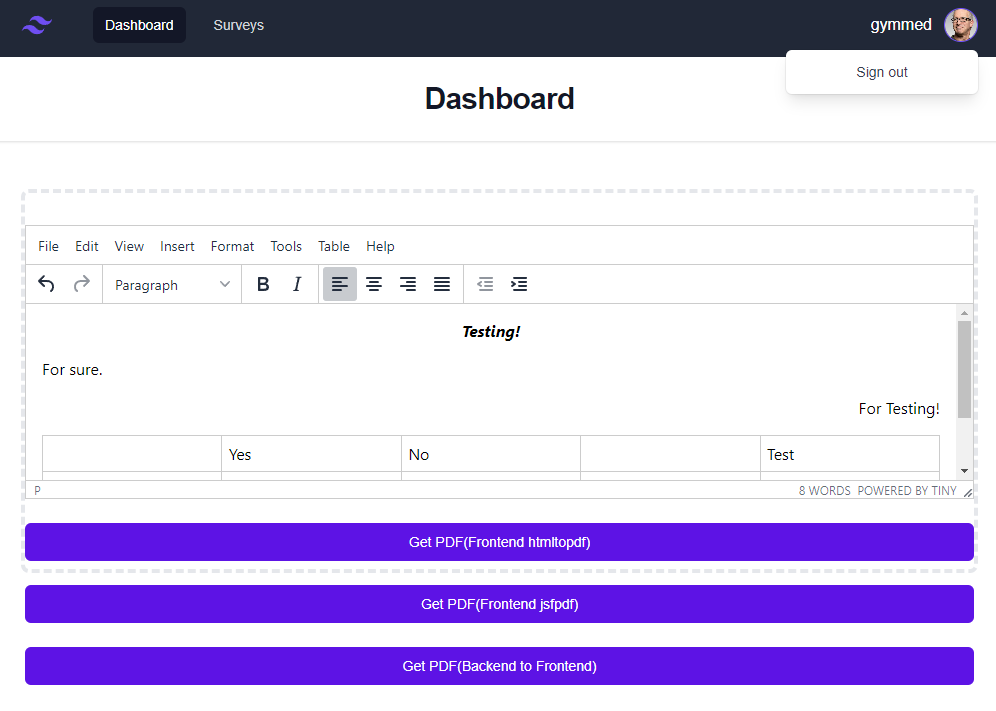 Dashboard Surveys gymmed
Sign out
Dashboard
File Edit View Insert Format Tools Table Help
Paragraph B I
Testing!
For sure.
For Testing!
Yes No Test
P 8 WORDS POWERED BY TINY
Get PDF(Frontend htmltopdf)
Get PDF(Frontend jsfpdf)
Get PDF(Backend to Frontend)